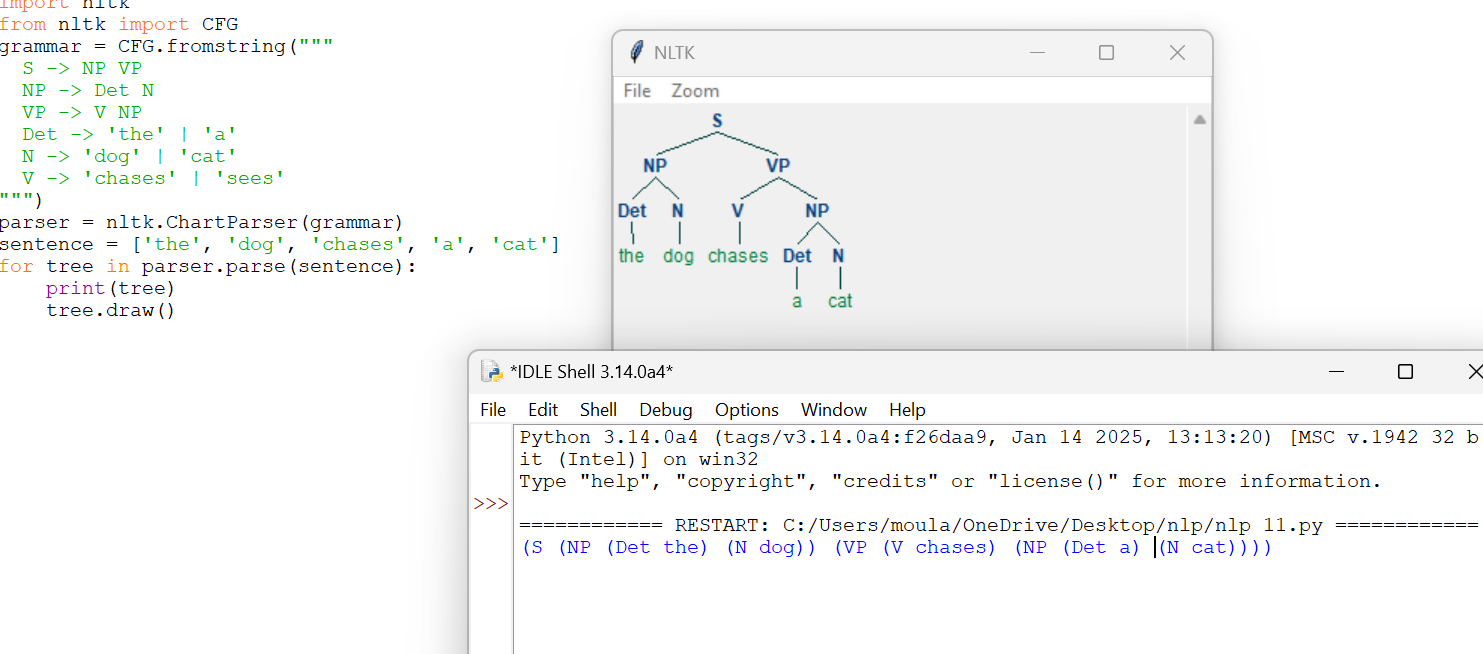 import nltk
from nltk import CFG
grammar = CFG.fromstring("""
S -> NP VP
NP -> Det N
VP -> V NP
Det -> 'the' | 'a'
N -> 'dog' | 'cat'
V -> 'chases' | 'sees'
""")
parser = nltk.ChartParser(grammar)
sentence = ['the', 'dog', 'chases', 'a', 'cat']
for tree in parser.parse(sentence):
print(tree)
tree.draw()
NLTK
File Zoom
S
NP VP
Det N V NP
the dog chases Det N
a cat
*IDLE Shell 3.14.0a4*
File Edit Shell Debug Options Window Help
Python 3.14.0a4 (tags/v3.14.0a4:f26daa9, Jan 14 2025, 13:13:20) [MSC v.1942 32 b
it (Intel)] on win32
Type "help", "copyright", "credits" or "license()" for more information.
>>>
============ RESTART: C:/Users/moula/OneDrive/Desktop/nlp/nlp 11.py ============
(S (NP (Det the) (N dog)) (VP (V chases) (NP (Det a) (N cat))))